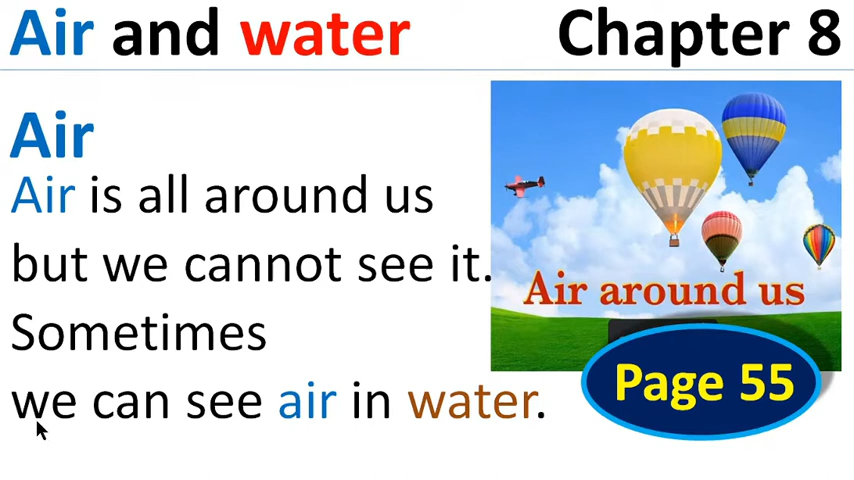 Air and water
Chapter 8
Air
Air is all around us
but we cannot see it.
Sometimes
we can see air in water.
Air around us
Page 55